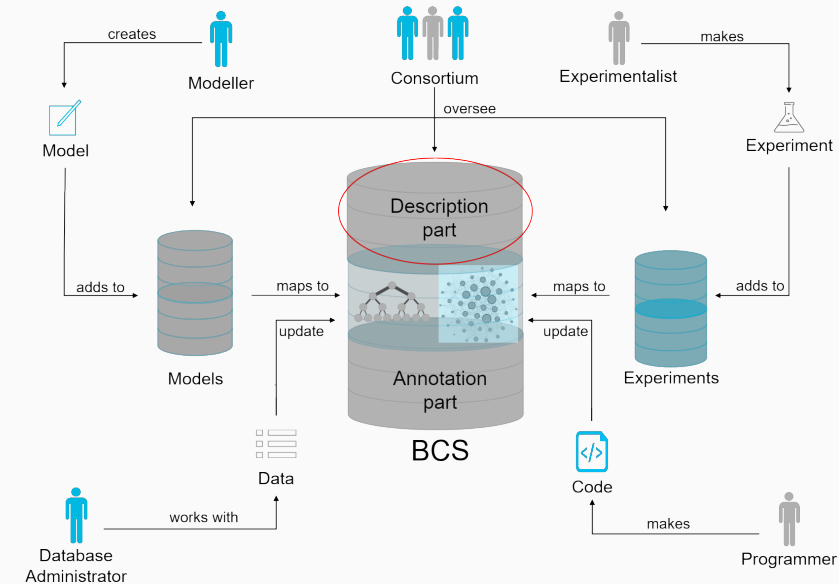 creates
Modeller
Consortium
Experimentalist
makes
Model
oversee
Experiment
Description
part
adds to
maps to
maps to
adds to
update
update
Models
Annotation
part
Experiments
BCS
Data
Code
works with
makes
Database
Administrator
Programmer